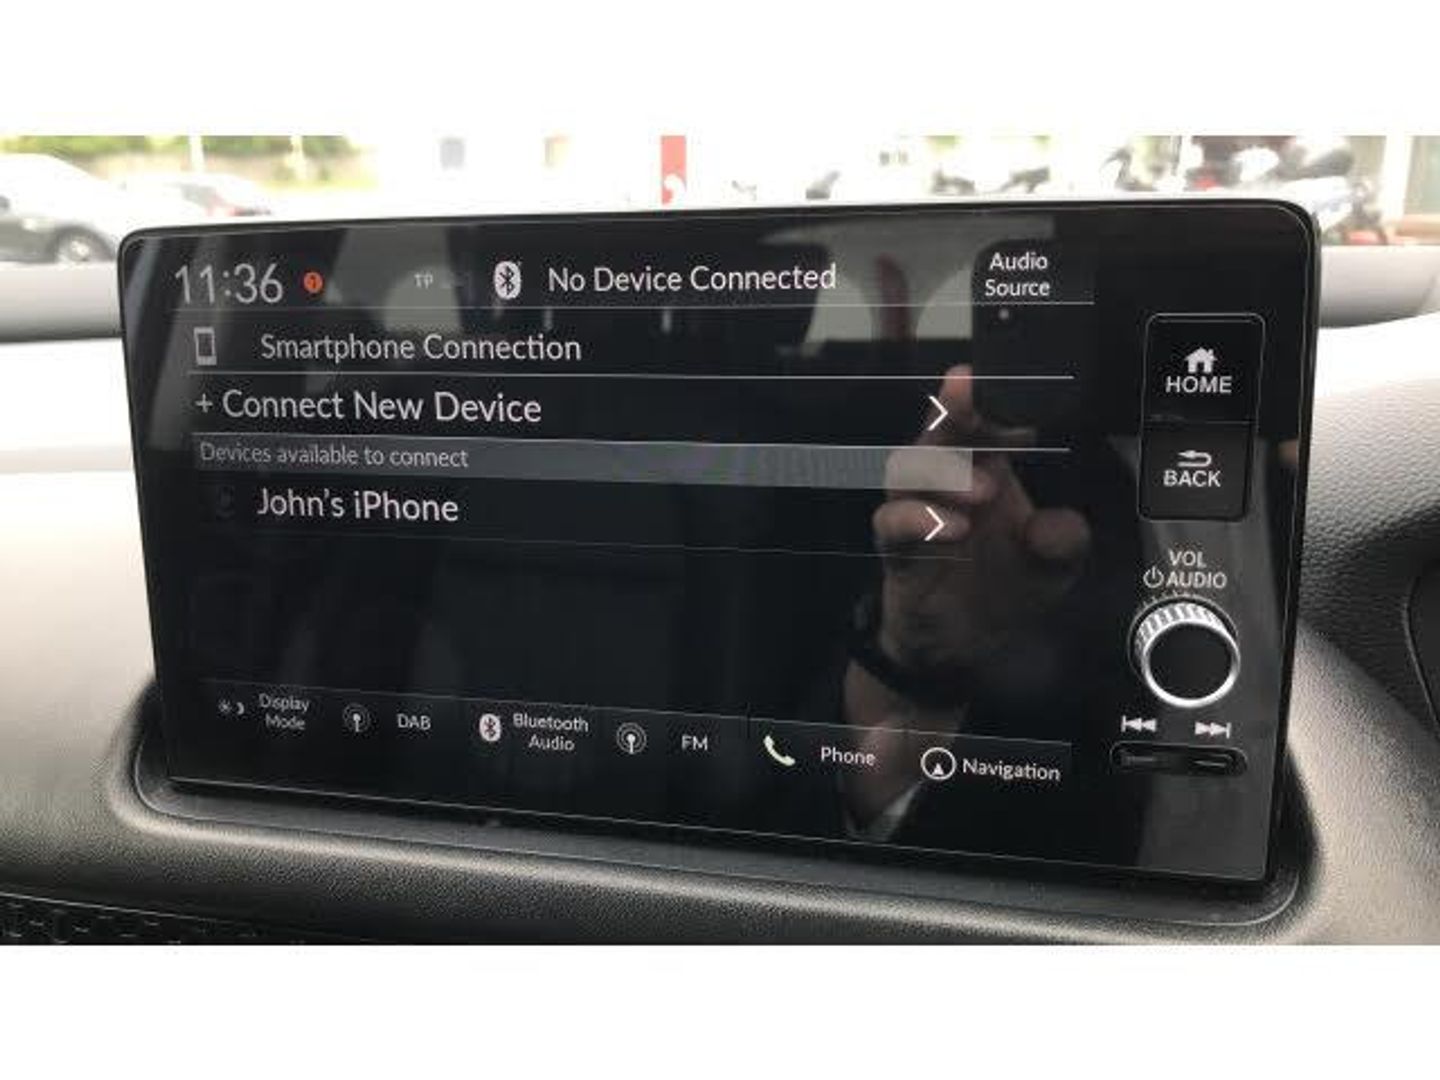 11:36
TP
No Device Connected
Audio
Source
Smartphone Connection
+ Connect New Device
Devices available to connect
John's iPhone
HOME
BACK
VOL
AUDIO
Display
Mode
DAB
Bluetooth
Audio
FM
Phone
Navigation